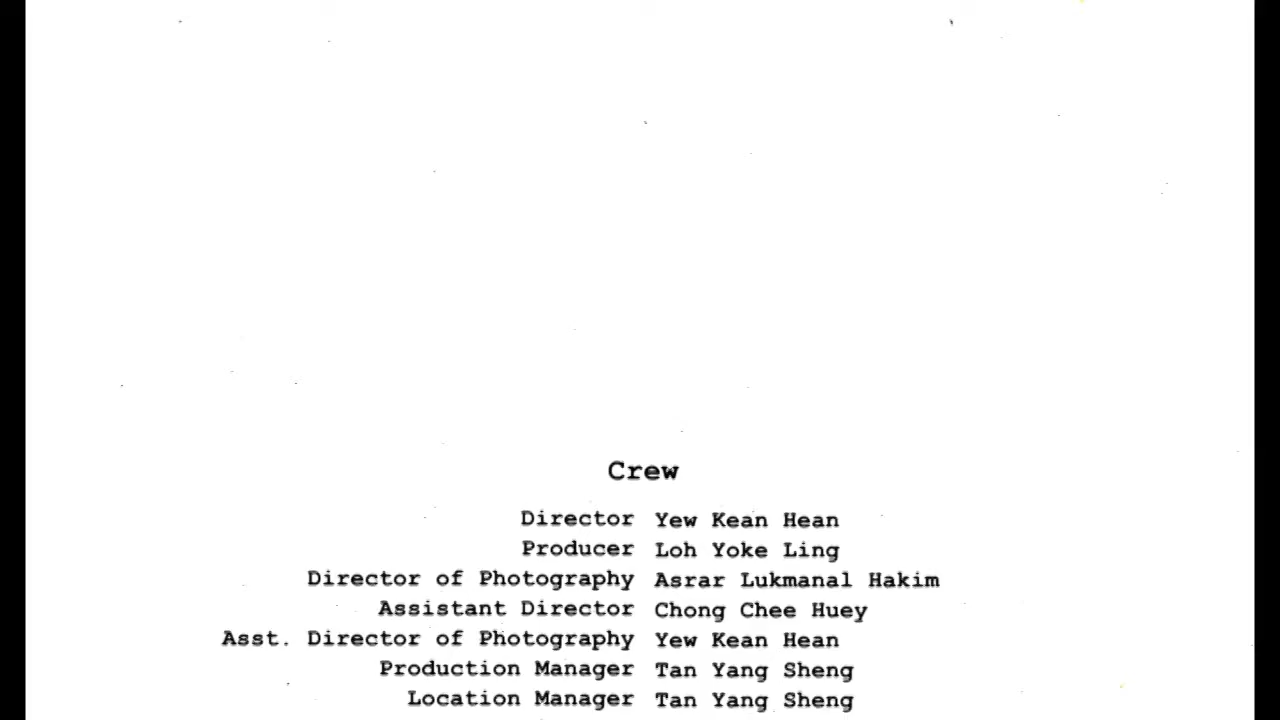 Crew
Director Yew Kean Hean
Producer Loh Yoke Ling
Director of Photography Asrar Lukmanal Hakim
Assistant Director Chong Chee Huey
Asst. Director of Photography Yew Kean Hean
Production Manager Tan Yang Sheng
Location Manager Tan Yang Sheng